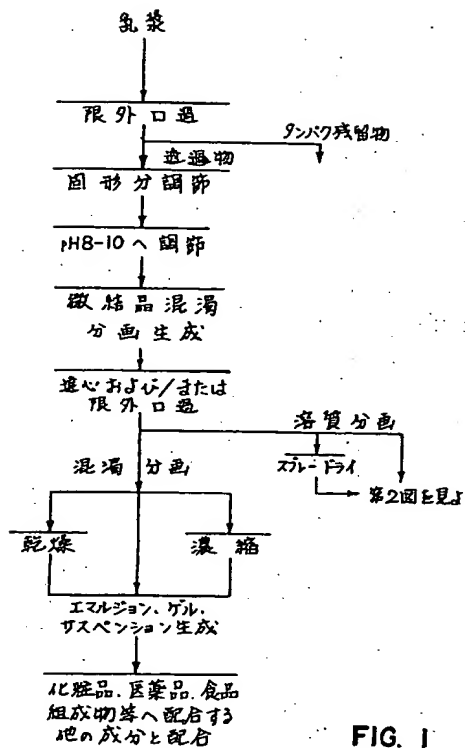 乳漿
限外口過
タンパク残留物
透過物
固形分調節
pH8-10へ調節
微結晶混濁
分画生成
遠心および/または
限外口過
溶質分画
混濁分画
スプレードライ
第2図を見よ
乾燥
濃縮
エマルジョン、ゲル、
サスペンション生成
化粧品、医薬品、食品
組成物等へ配合する
他の成分と配合
FIG. 1